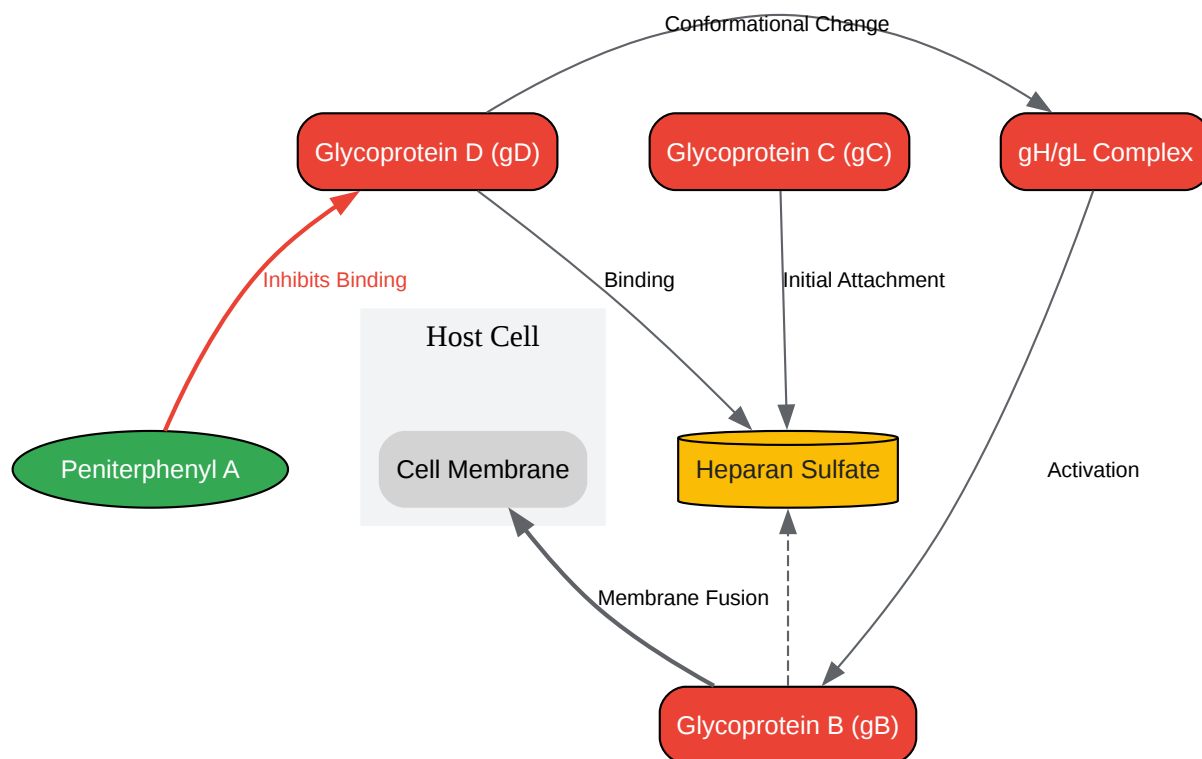 Conformational Change
Glycoprotein D (gD)
Glycoprotein C (gC)
gH/gL Complex
Inhibits Binding
Binding
Initial Attachment
Host Cell
Peniterphenyl A
Cell Membrane
Heparan Sulfate
Activation
Membrane Fusion
Glycoprotein B (gB)